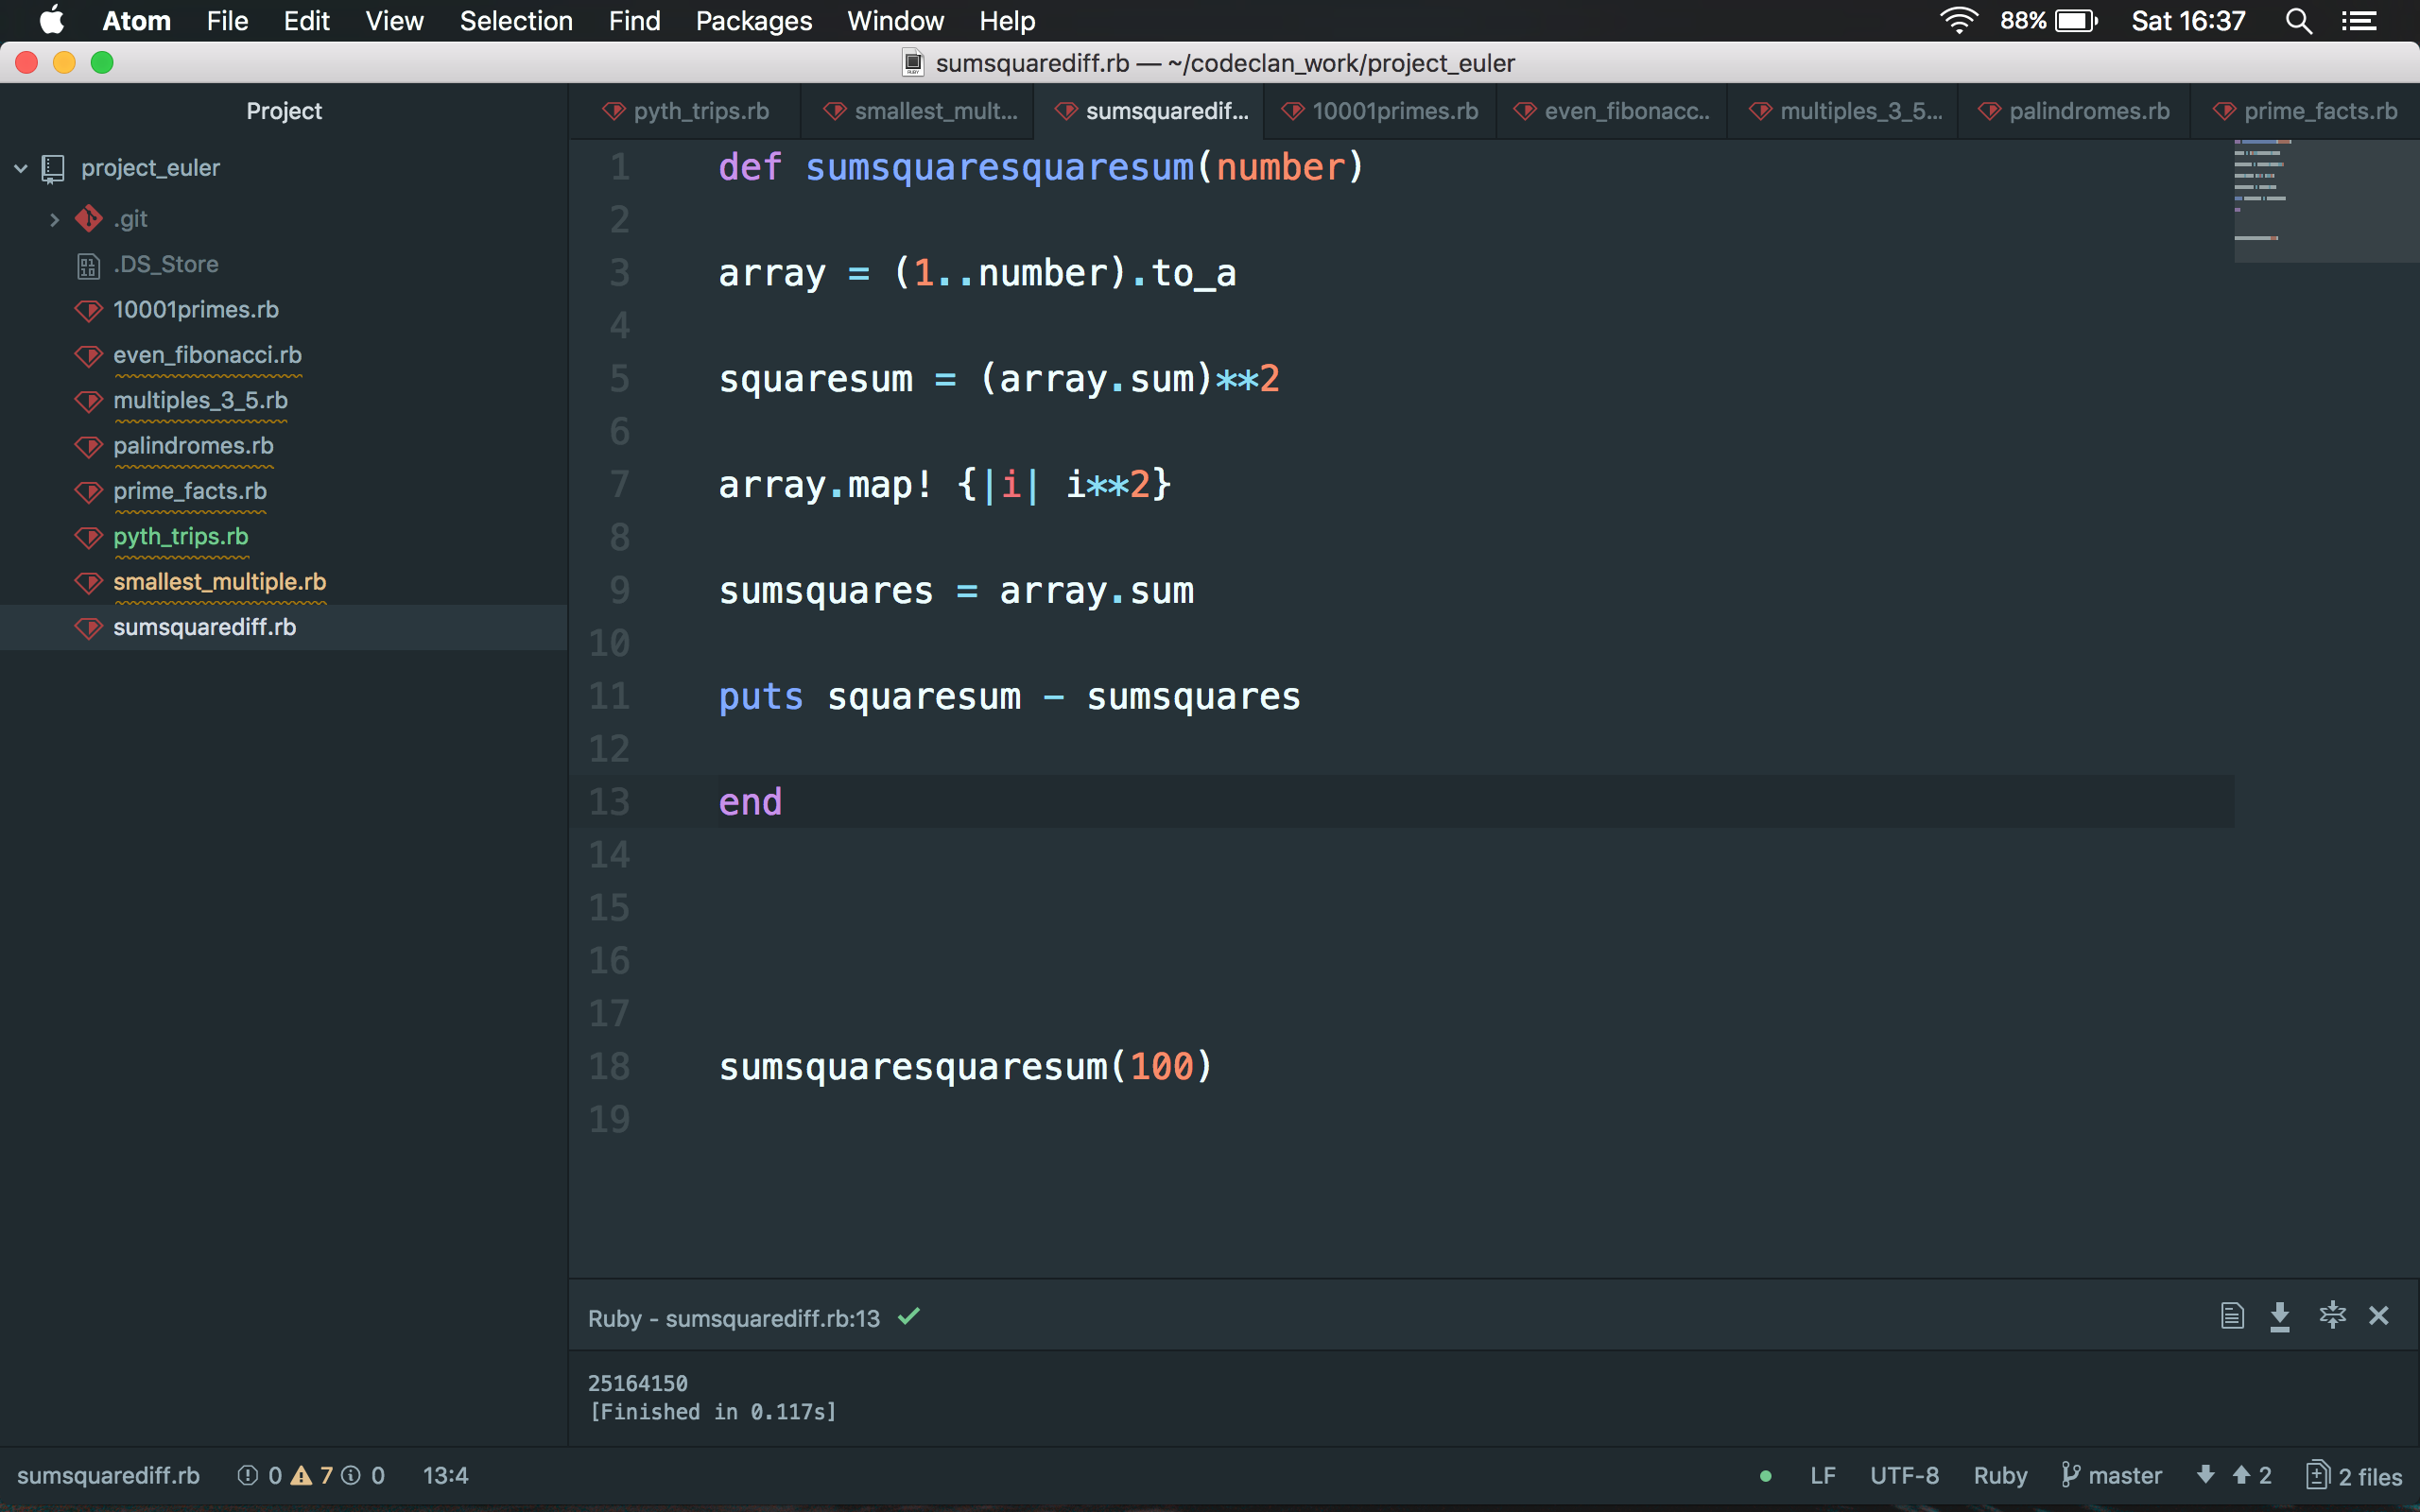 Atom File Edit View Selection Find Packages Window Help 88% Sat 16:37
sumsquarediff.rb — ~/codeclan_work/project_euler
Project
pyth_trips.rb smallest_mult... sumsquaredif... 10001primes.rb even_fibonacc.. multiples_3_5... palindromes.rb prime_facts.rb
project_euler
.git
.DS_Store
10001primes.rb
even_fibonacci.rb
multiples_3_5.rb
palindromes.rb
prime_facts.rb
pyth_trips.rb
smallest_multiple.rb
sumsquarediff.rb
1 def sumsquaresquaresum(number)
2
3 array = (1..number).to_a
4
5 squaresum = (array.sum)**2
6
7 array.map! {|i| i**2}
8
9 sumsquares = array.sum
10
11 puts squaresum - sumsquares
12
13 end
14
15
16
17
18 sumsquaresquaresum(100)
19
Ruby - sumsquarediff.rb:13
25164150
[Finished in 0.117s]
sumsquarediff.rb 0 7 0 13:4 LF UTF-8 Ruby master 2 2 files